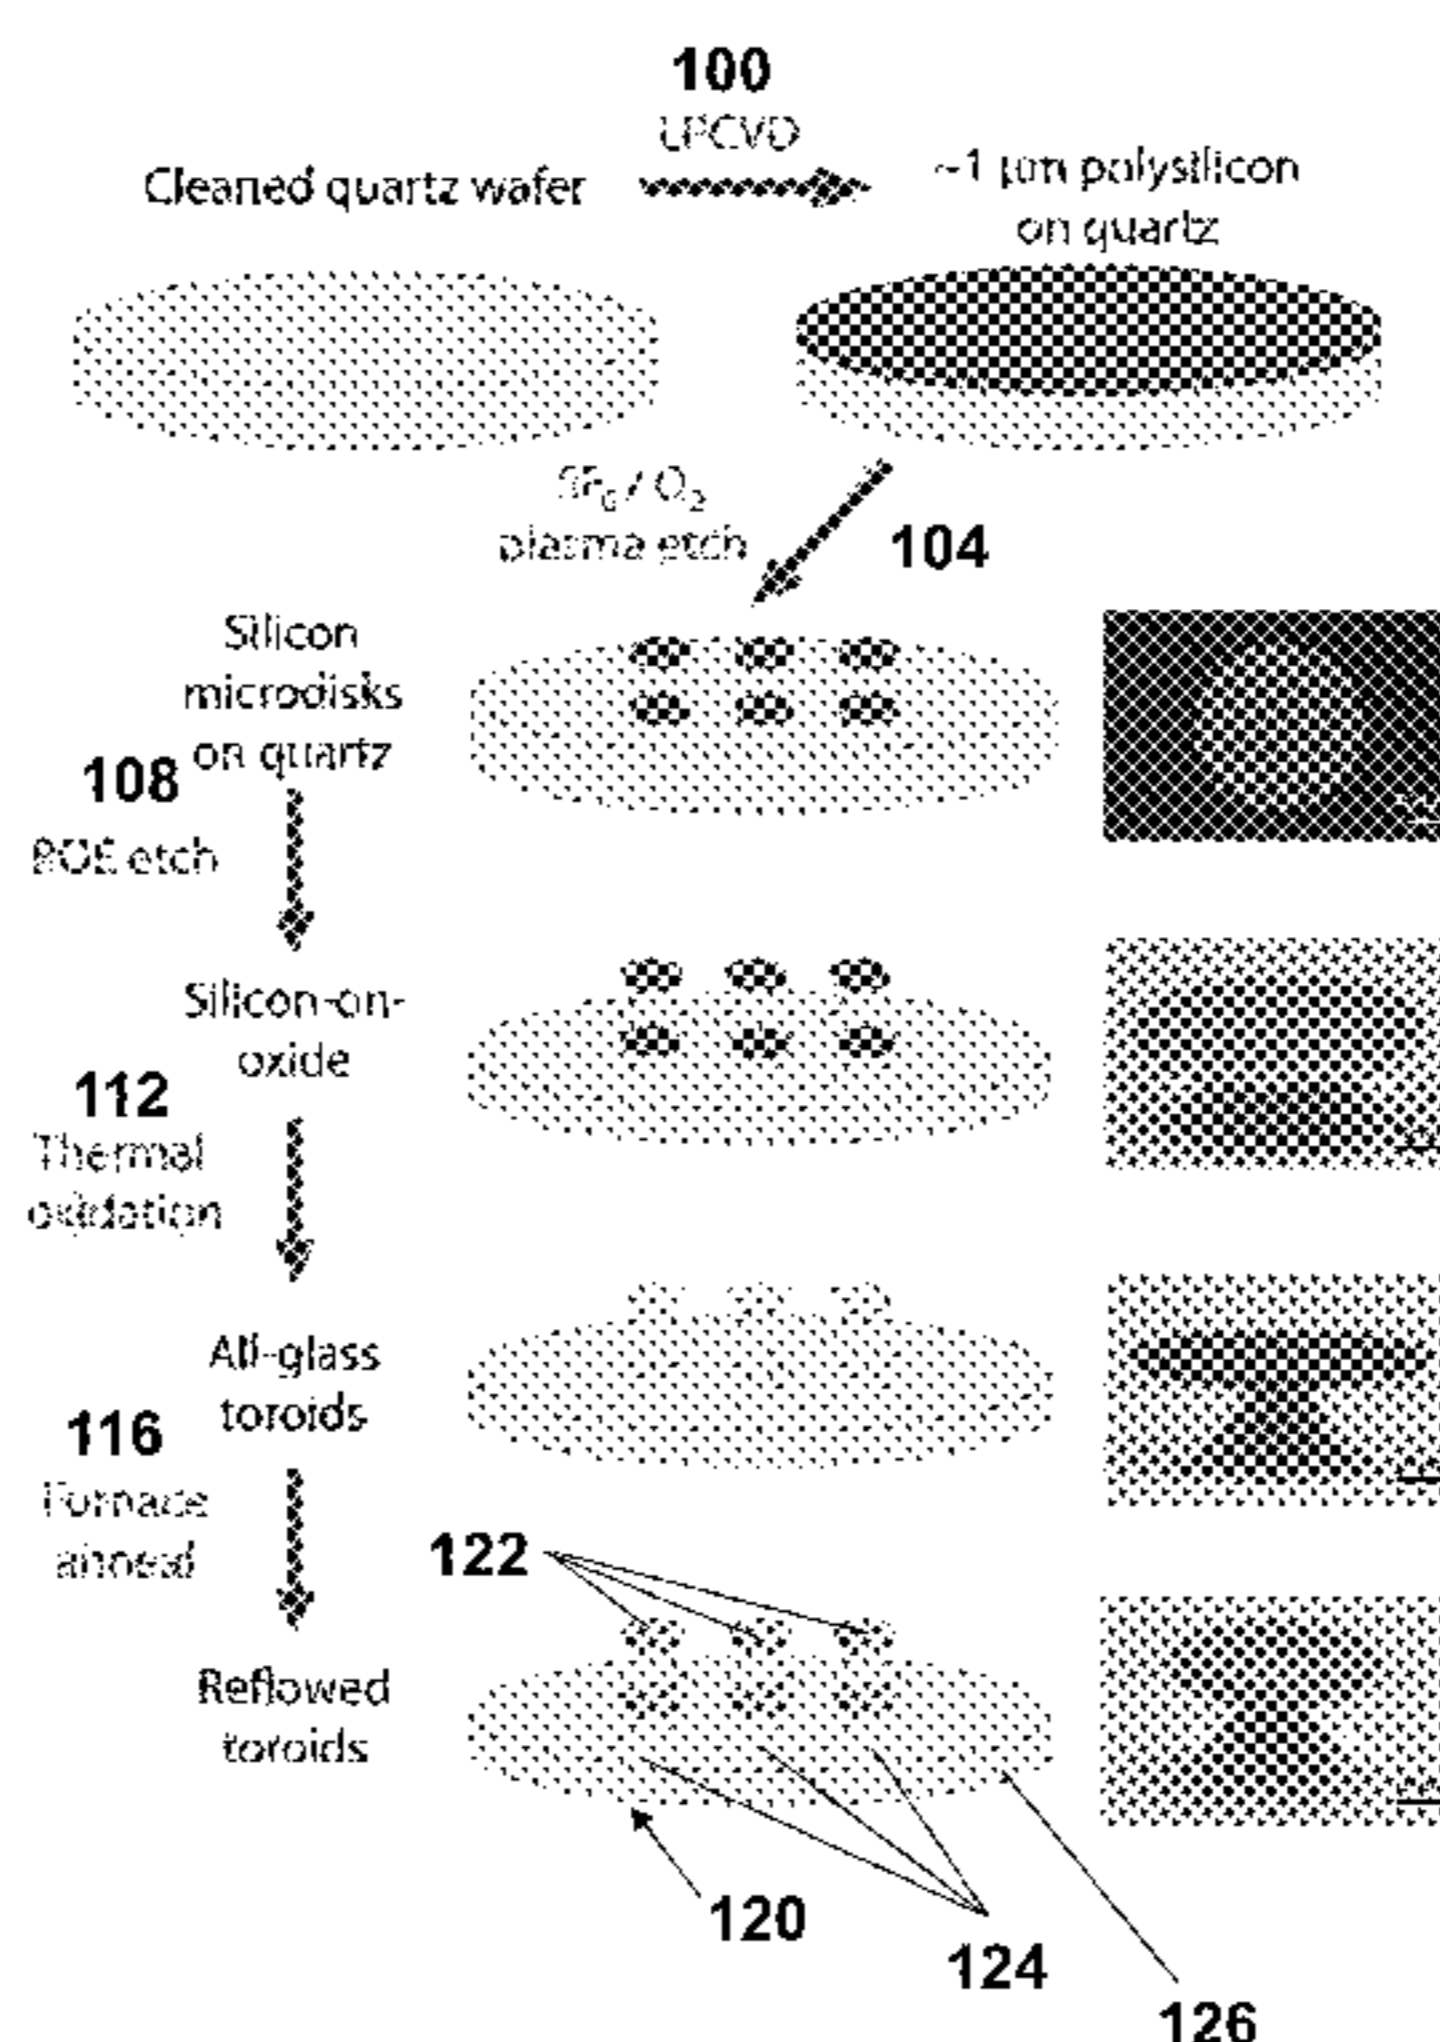 100
LPCVD
Cleaned quartz wafer
~1 μm polysilicon
on quartz
SF6 / O2
plasma etch
104
Silicon
microdisks
on quartz
108
BOE etch
Silicon-on-
oxide
112
Thermal
oxidation
All-glass
toroids
116
Furnace
anneal
122
Reflowed
toroids
120
124
126